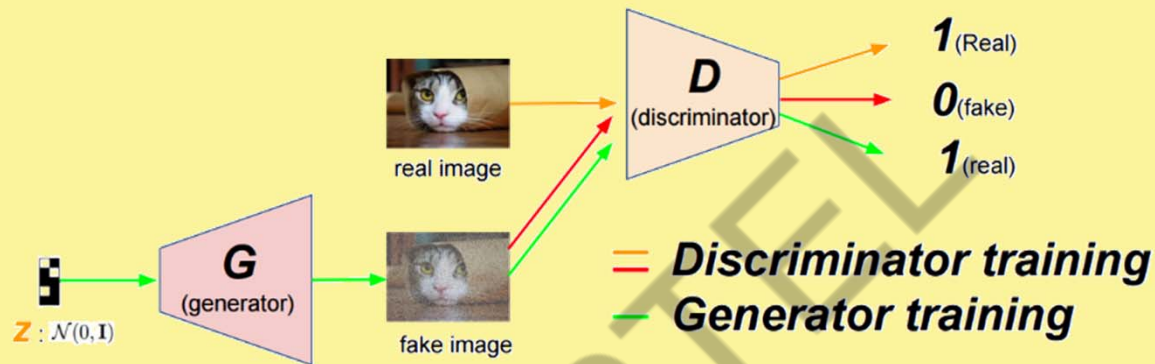 1(Real)
D
(discriminator)
0(fake)
1(real)
real image
G
(generator)
Z : N(0, I)
fake image
Discriminator training
Generator training